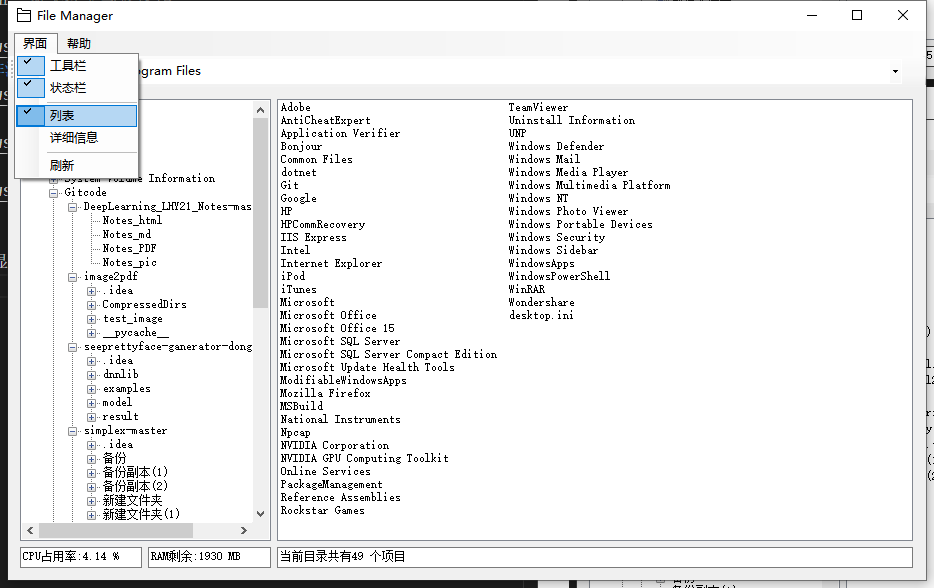 File Manager
界面 帮助
工具栏
状态栏
列表
详细信息
刷新
ogram Files
System Volume Information
Gitcode
DeepLearning_LHY21_Notes-mas
Notes_html
Notes_md
Notes_PDF
Notes_pic
image2pdf
.idea
CompressedDirs
test_image
__pycache__
seeprettyface-ganerator-dong
.idea
dnnlib
examples
model
result
simplex-master
.idea
备份
备份副本(1)
备份副本(2)
新建文件夹
新建文件夹(1)
Adobe
AntiCheatExpert
Application Verifier
Bonjour
Common Files
dotnet
Git
Google
HP
HPCommRecovery
IIS Express
Intel
Internet Explorer
iPod
iTunes
Microsoft
Microsoft Office
Microsoft Office 15
Microsoft SQL Server
Microsoft SQL Server Compact Edition
Microsoft Update Health Tools
ModifiableWindowsApps
Mozilla Firefox
MSBuild
National Instruments
Npcap
NVIDIA Corporation
NVIDIA GPU Computing Toolkit
Online Services
PackageManagement
Reference Assemblies
Rockstar Games
TeamViewer
Uninstall Information
UNP
Windows Defender
Windows Mail
Windows Media Player
Windows Multimedia Platform
Windows NT
Windows Photo Viewer
Windows Portable Devices
Windows Security
Windows Sidebar
WindowsApps
WindowsPowerShell
WinRAR
Wondershare
desktop.ini
CPU占用率:4.14 % RAM剩余:1930 MB 当前目录共有49 个项目